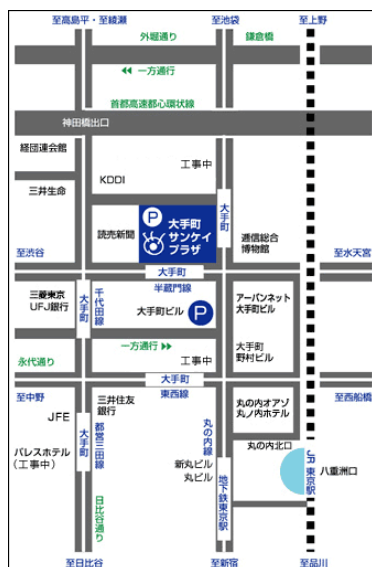 至高島平・至綾瀬
至池袋
至上野
外堀通り
鎌倉橋
一方通行
首都高速都心環状線
神田橋出口
経団連会館
工事中
KDDI
三井生命
大手町
P
大手町
サンケイ
プラザ
読売新聞
逓信総合
博物館
至渋谷
至水天宮
大手町
半蔵門線
三菱東京
UFJ銀行
大手町
千代田線
大手町ビル
P
アーバンネット
大手町ビル
一方通行
永代通り
工事中
大手町
野村ビル
大手町
東西線
至中野
至西船橋
三井住友
銀行
丸の内オアゾ
丸ノ内ホテル
JFE
大手町
都営三田線
丸の内線
丸の内北口
パレスホテル
(工事中)
新丸ビル
丸ビル
地下鉄東京駅
JR東京駅
八重洲口
日比谷通り
至日比谷
至新宿
至品川